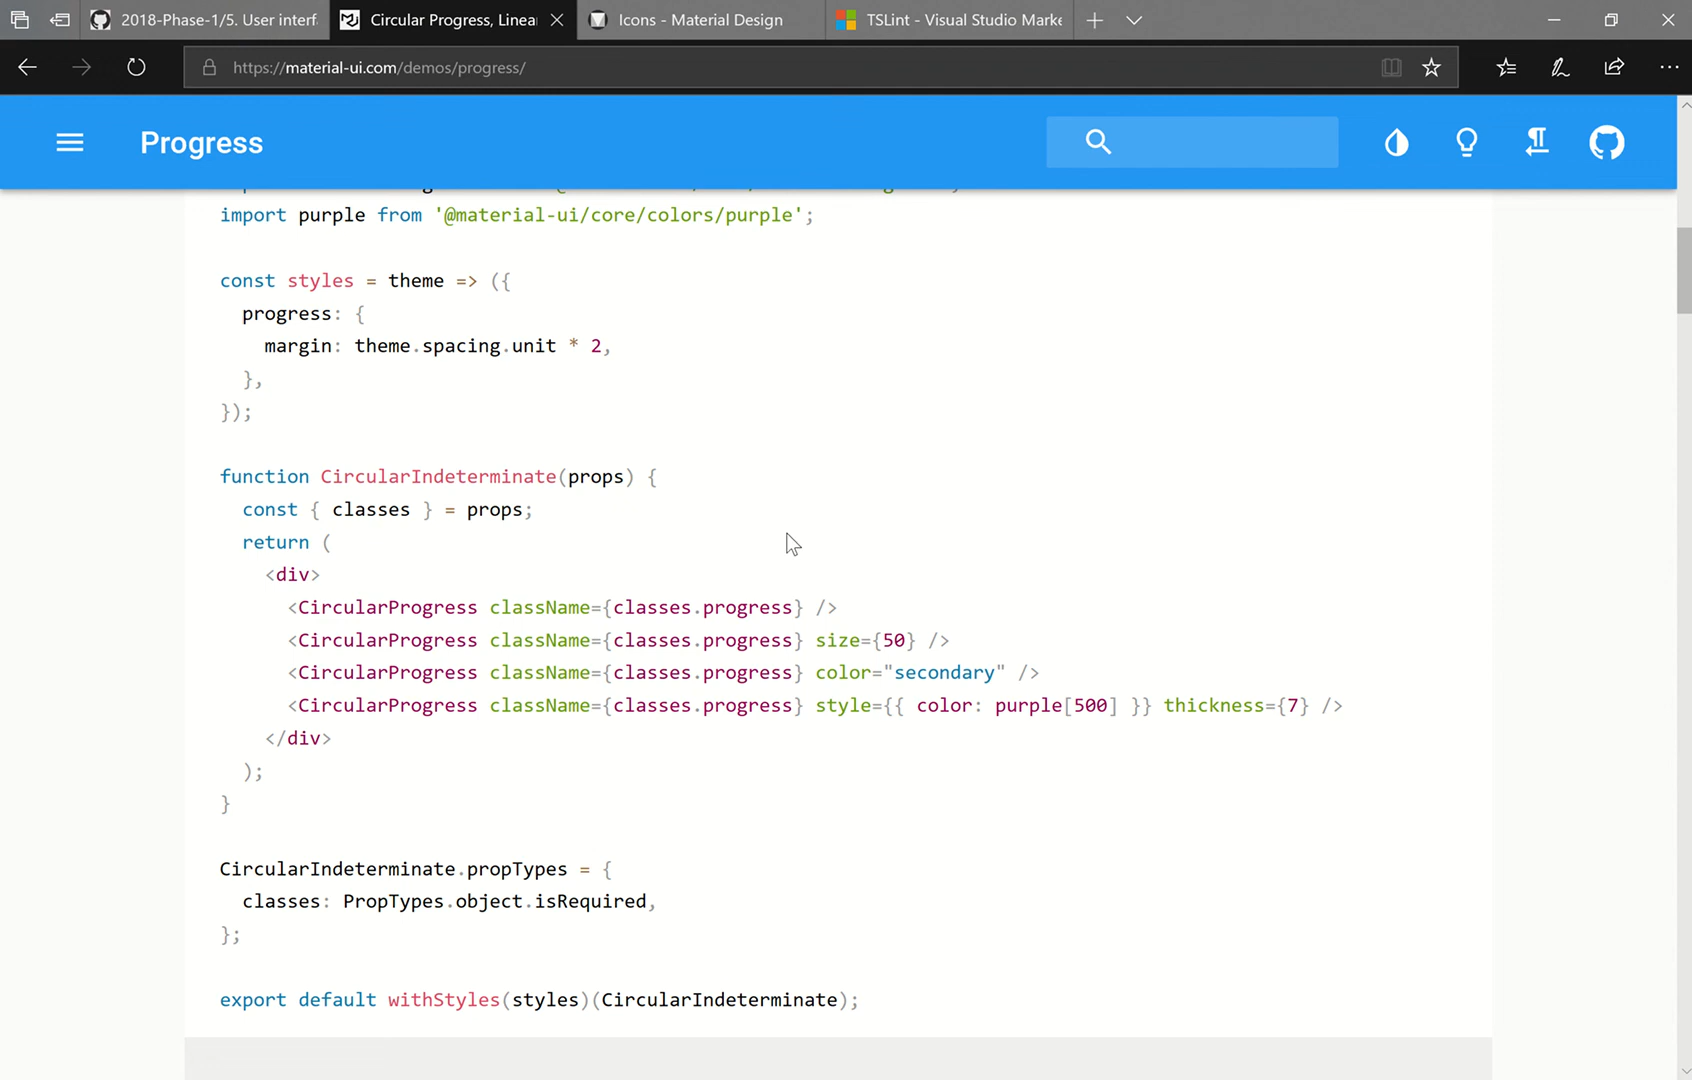 2018-Phase-1/5. User interf
Circular Progress, Linea
Icons - Material Design
TSLint - Visual Studio Marke
https://material-ui.com/demos/progress/
Progress
import purple from '@material-ui/core/colors/purple';
const styles = theme => ({
progress: {
margin: theme.spacing.unit * 2,
},
});
function CircularIndeterminate(props) {
const { classes } = props;
return (
<div>
<CircularProgress className={classes.progress} />
<CircularProgress className={classes.progress} size={50} />
<CircularProgress className={classes.progress} color="secondary" />
<CircularProgress className={classes.progress} style={{ color: purple[500] }} thickness={7} />
</div>
);
}
CircularIndeterminate.propTypes = {
classes: PropTypes.object.isRequired,
};
export default withStyles(styles)(CircularIndeterminate);